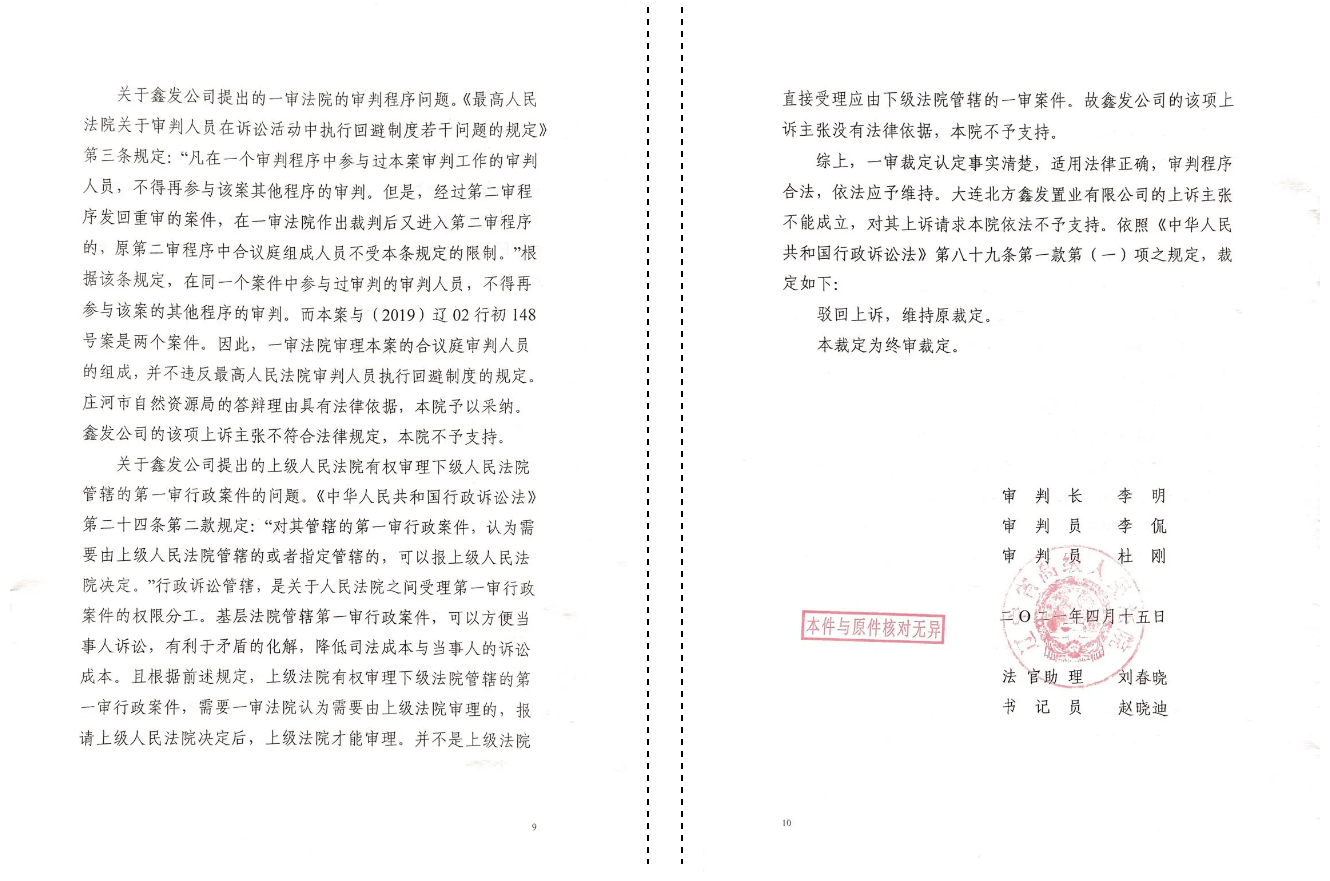 关于鑫发公司提出的一审法院的审判程序问题。《最高人民
法院关于审判人员在诉讼活动中执行回避制度若干问题的规定》
第三条规定：“凡在一个审判程序中参与过本案审判工作的审判
人员，不得再参与该案其他程序的审判。但是，经过第二审程
序发回重审的案件，在一审法院作出裁判后又进入第二审程序
的，原第二审程序中合议庭组成人员不受本条规定的限制。”根
据该条规定，在同一个案件中参与过审判的审判人员，不得再
参与该案的其他程序的审判。而本案与（2019）辽 02 行初 148
号案是两个案件。因此，一审法院审理本案的合议庭审判人员
的组成，并不违反最高人民法院审判人员执行回避制度的规定。
庄河市自然资源局的答辩理由具有法律依据，本院予以采纳。
鑫发公司的该项上诉主张不符合法律规定，本院不予支持。
关于鑫发公司提出的上级人民法院有权审理下级人民法院
管辖的第一审行政案件的问题。《中华人民共和国行政诉讼法》
第二十四条第二款规定：“对其管辖的第一审行政案件，认为需
要由上级人民法院管辖的或者指定管辖的，可以报上级人民法
院决定。”行政诉讼管辖，是关于人民法院之间受理第一审行政
案件的权限分工。基层法院管辖第一审行政案件，可以方便当
事人诉讼，有利于矛盾的化解，降低司法成本与当事人的诉讼
成本。且根据前述规定，上级法院有权审理下级法院管辖的第
一审行政案件，需要一审法院认为需要由上级法院审理的，报
请上级人民法院决定后，上级法院才能审理。并不是上级法院
9
直接受理应由下级法院管辖的一审案件。故鑫发公司的该项上
诉主张没有法律依据，本院不予支持。
综上，一审裁定认定事实清楚，适用法律正确，审判程序
合法，依法应予维持。大连北方鑫发置业有限公司的上诉主张
不能成立，对其上诉请求本院依法不予支持。依照《中华人民
共和国行政诉讼法》第八十九条第一款第（一）项之规定，裁
定如下：
驳回上诉，维持原裁定。
本裁定为终审裁定。
审 判 长 李 明
审 判 员 李 侃
审 判 员 杜 刚
二〇二一年四月十五日
本件与原件核对无异
法 官 助 理 刘春晓
书 记 员 赵晓迪
10